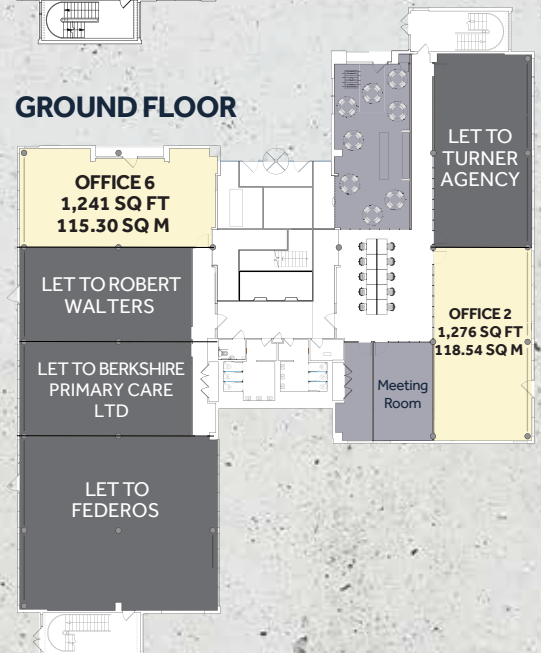 GROUND FLOOR
OFFICE 6
1,241 SQ FT
115.30 SQ M
LET TO ROBERT
WALTERS
LET TO BERKSHIRE
PRIMARY CARE
LTD
LET TO
FEDEROS
LET TO
TURNER
AGENCY
OFFICE 2
1,276 SQ FT
118.54 SQ M
Meeting
Room